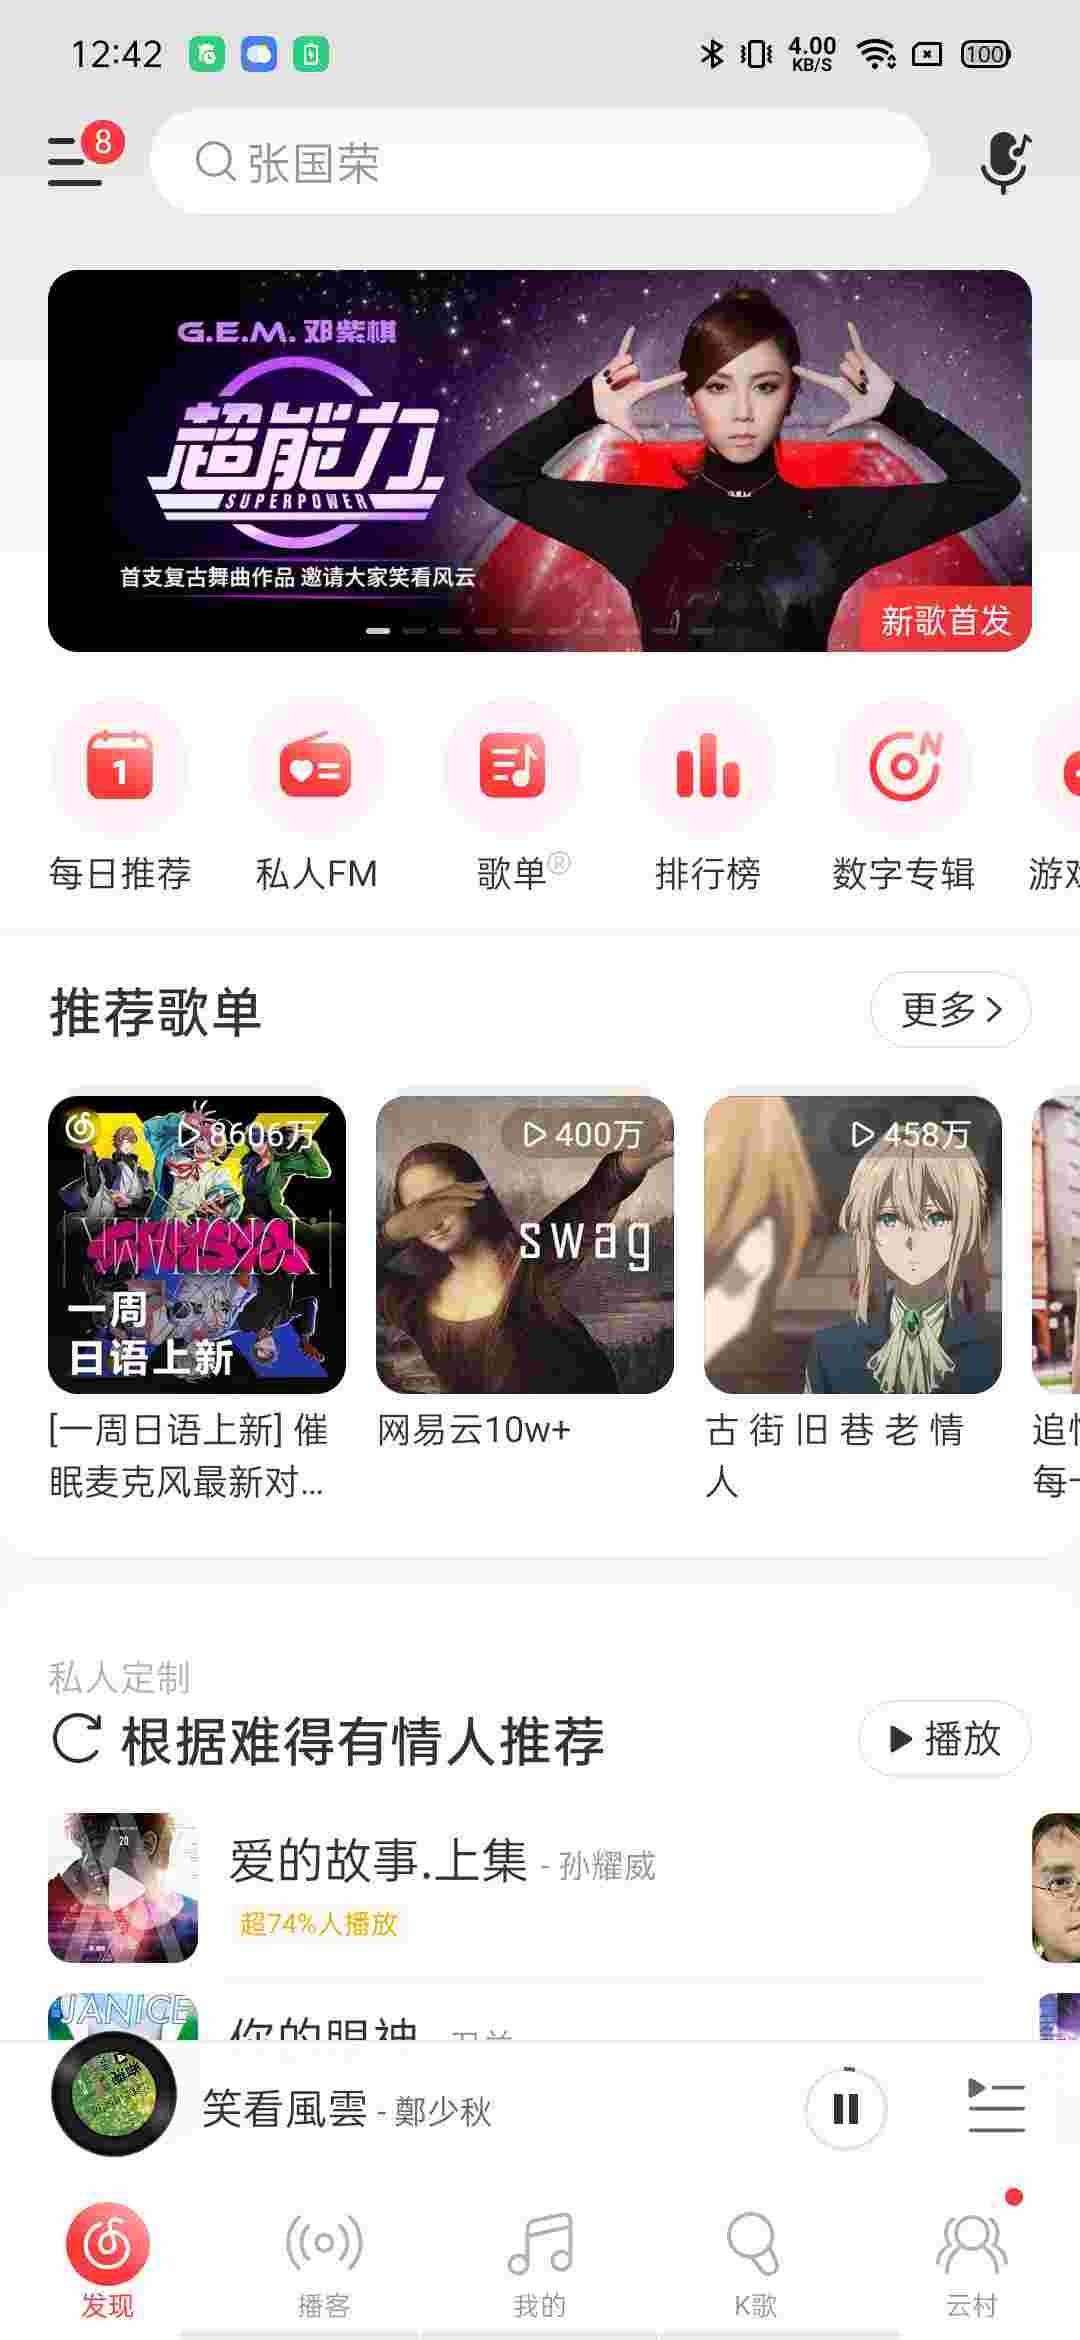 12:42
4.00
KB/S
100
8
张国荣
G.E.M. 邓紫棋
超能力
SUPERPOWER
首支复古舞曲作品 邀请大家笑看风云
新歌首发
1
每日推荐
私人FM
歌单®
排行榜
数字专辑
游戏
推荐歌单
更多
8606万
400万
458万
swag
一周
日语上新
[一周日语上新] 催
眠麦克风最新对...
网易云10w+
古 街 旧 巷 老 情
人
每一
私人定制
根据难得有情人推荐
播放
20
爱的故事.上集 - 孙耀威
超74%人播放
JANICE
你的眼神
笑看風雲 - 鄭少秋
发现
播客
我的
K歌
云村